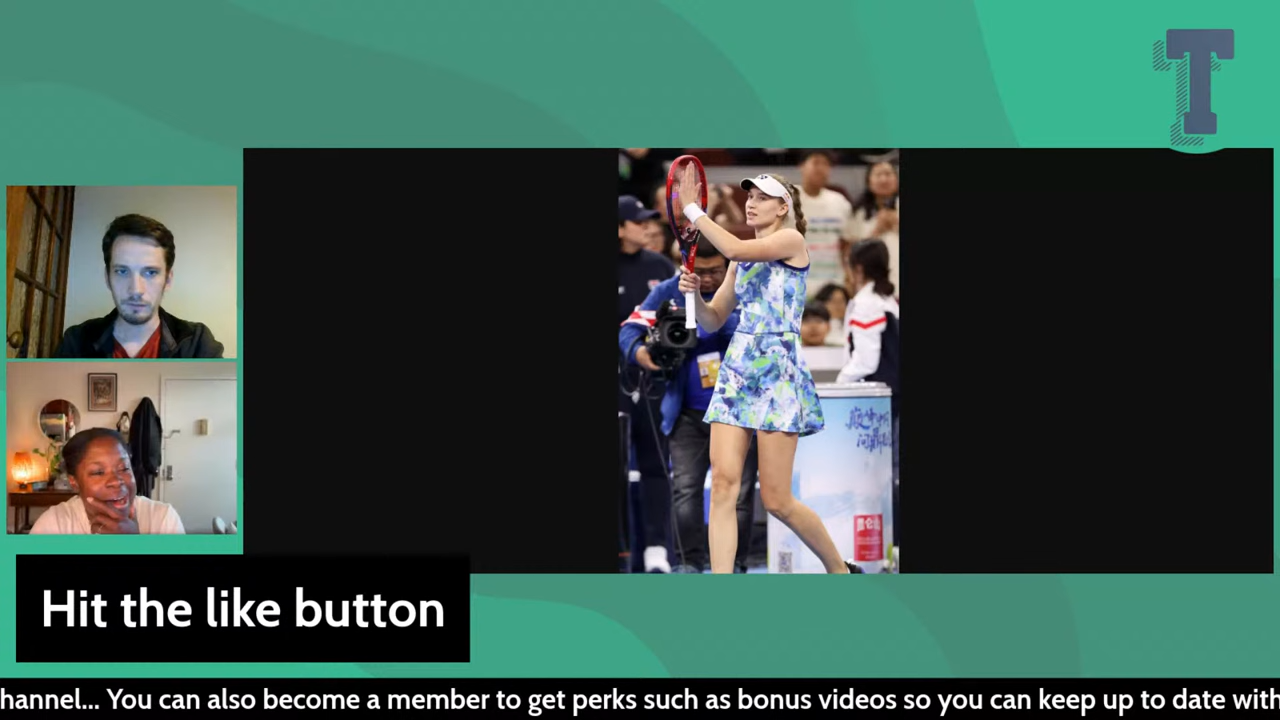 T
Hit the like button
hannel... You can also become a member to get perks such as bonus videos so you can keep up to date with